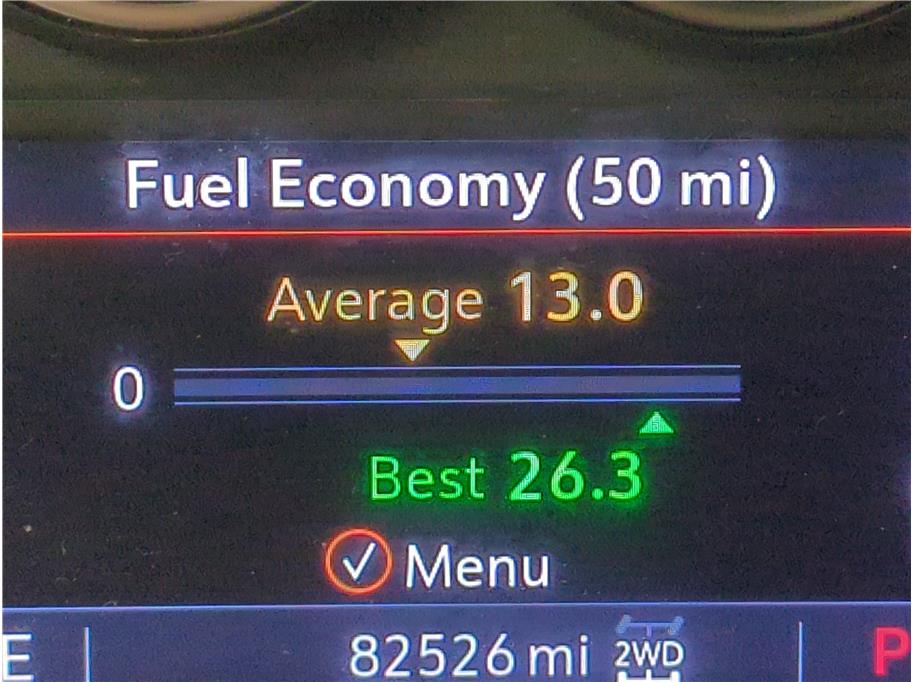 Fuel Economy (50 mi)
Average 13.0
0
Best 26.3
✓ Menu
E 82526 mi 2WD P